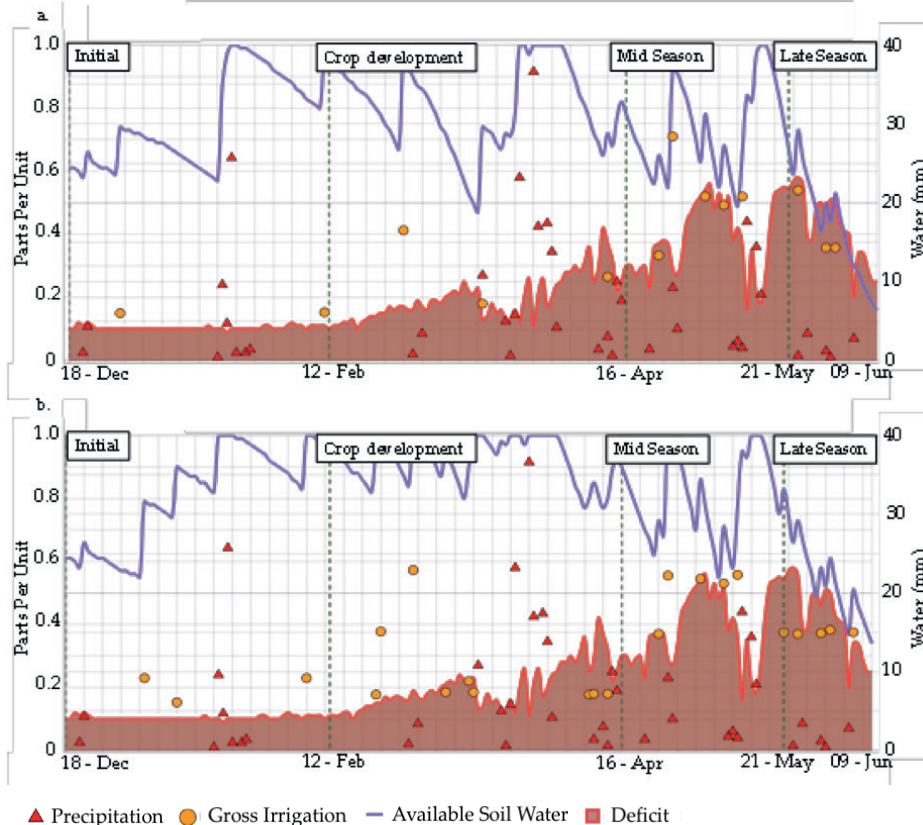 a.
1.0
Initial
Crop development
Mid Season
Late Season
40
0.8
30
0.6
20
0.4
10
0.2
0
0
Parts Per Unit
Water (mm)
18 - Dec
12 - Feb
16 - Apr
21 - May
09 - Jun
b.
1.0
Initial
Crop development
Mid Season
Late Season
40
0.8
30
0.6
20
0.4
10
0.2
0
0
Parts Per Unit
Water (mm)
18 - Dec
12 - Feb
16 - Apr
21 - May
09 - Jun
Precipitation Gross Irrigation Available Soil Water Deficit